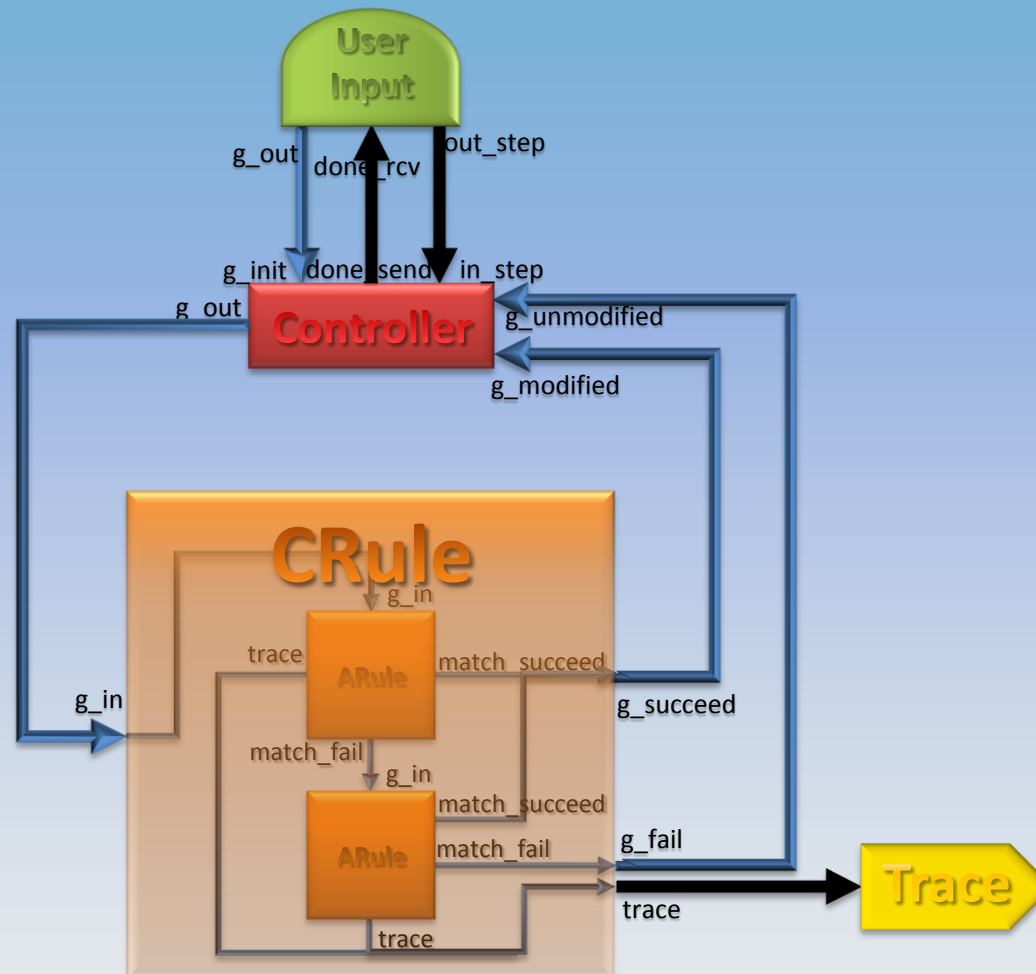 User
Input
g_out
done_rcv
out_step
g_init
done_send
in_step
g_out
Controller
g_unmodified
g_modified
CRule
g_in
trace
ARule
match_succeed
g_in
g_succeed
match_fail
g_in
match_succeed
ARule
match_fail
g_fail
Trace
trace
trace